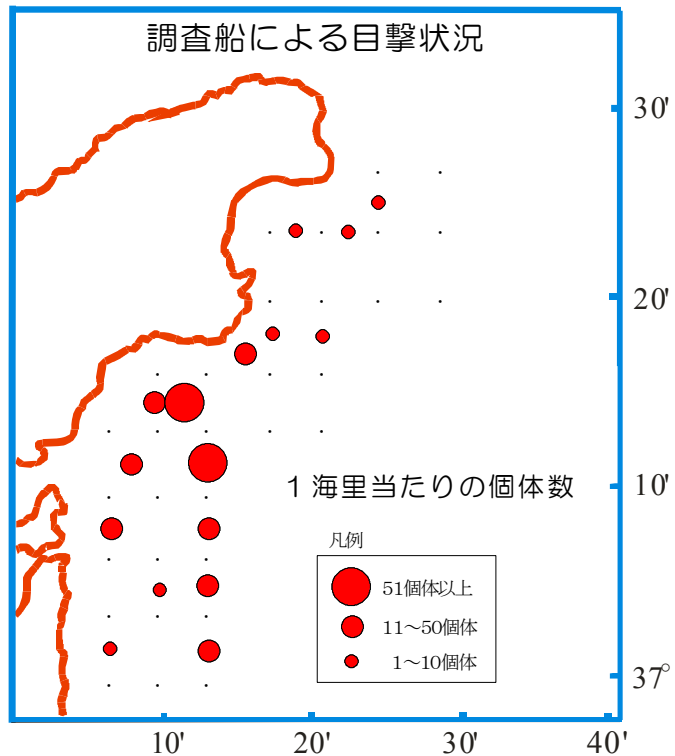 調査船による目撃状況
30'
20'
１海里当たりの個体数
10'
凡例
51個体以上
11～50個体
1～10個体
37°
10'
20'
30'
40'